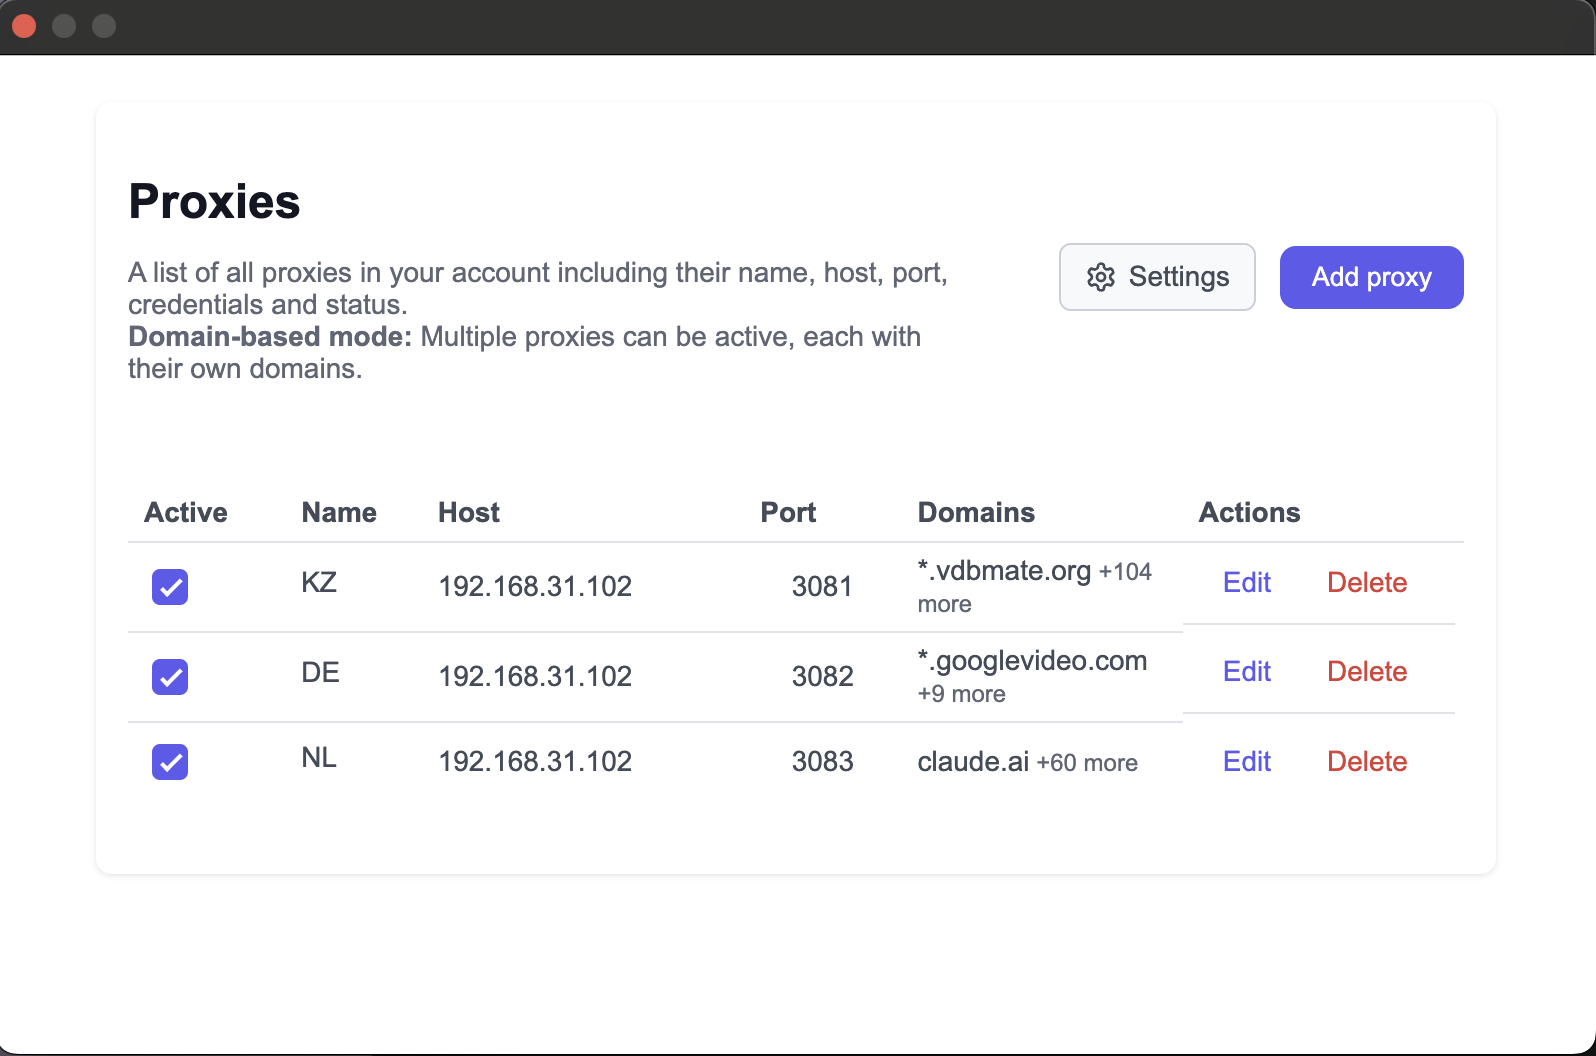 Proxies
A list of all proxies in your account including their name, host, port,
credentials and status.
Domain-based mode: Multiple proxies can be active, each with
their own domains.
Settings
Add proxy
Active Name Host Port Domains Actions
KZ 192.168.31.102 3081 *.vdbmate.org +104
more
Edit Delete
DE 192.168.31.102 3082 *.googlevideo.com
+9 more
Edit Delete
NL 192.168.31.102 3083 claude.ai +60 more Edit Delete